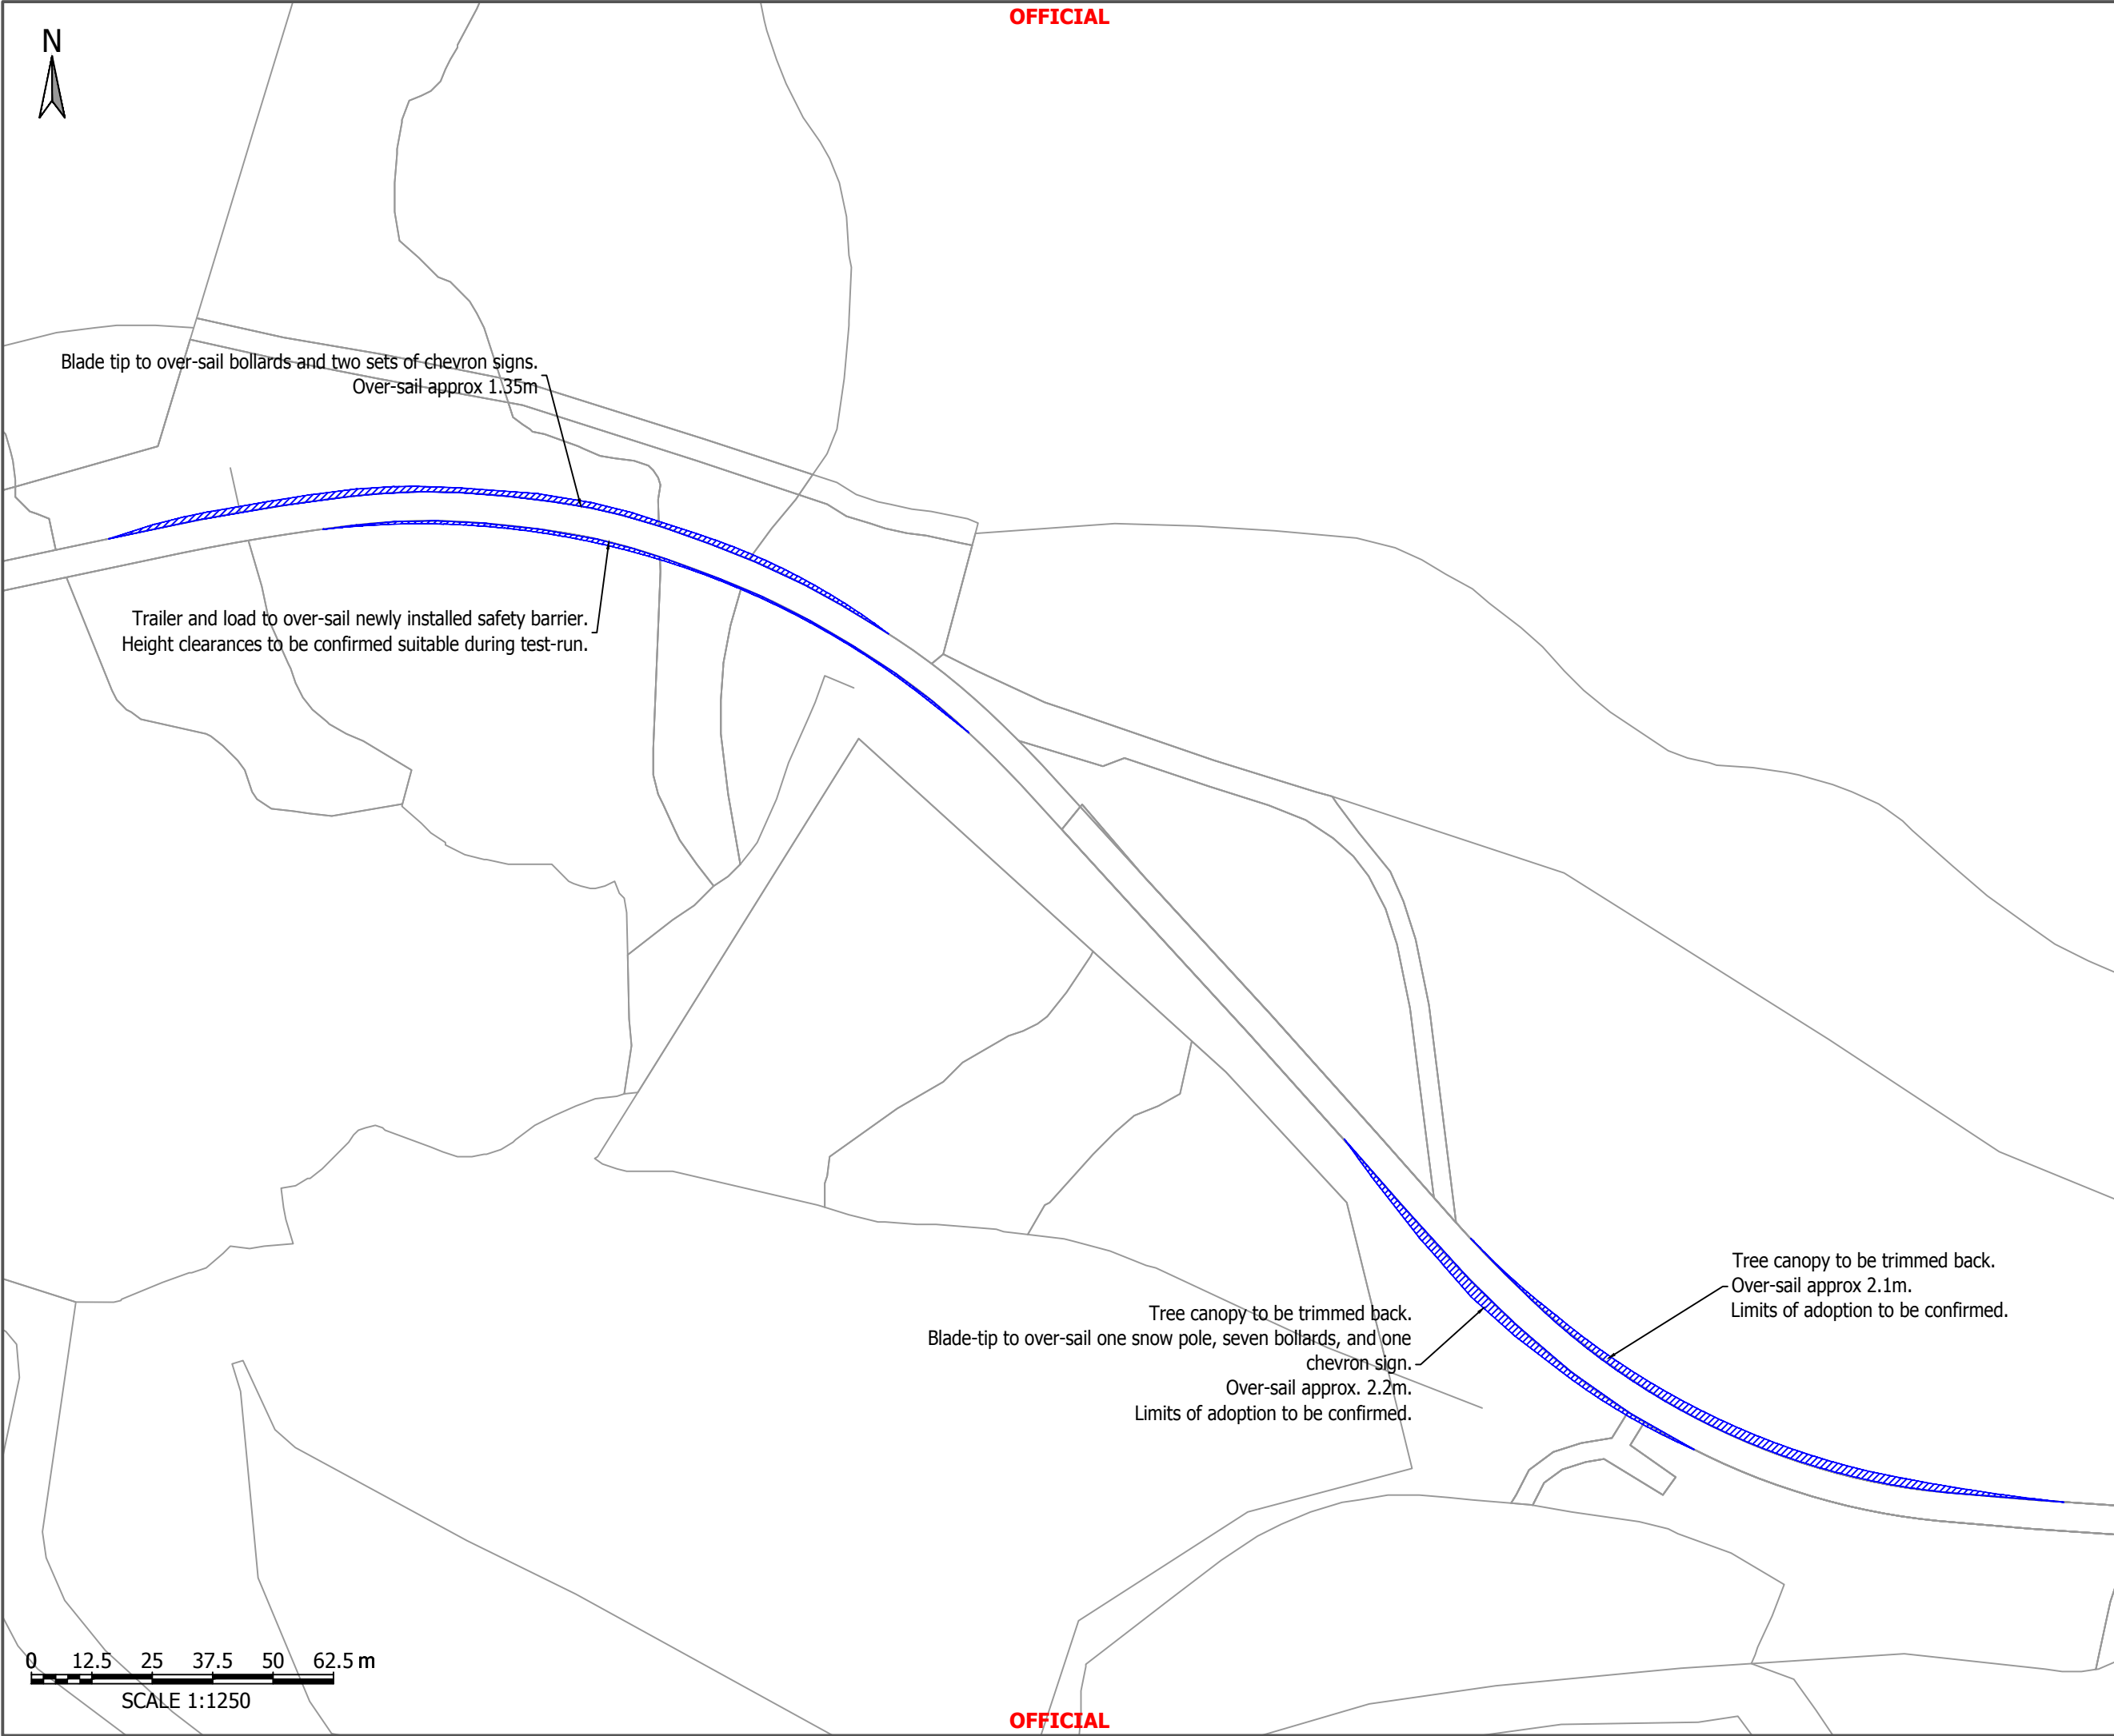 OFFICIAL
N
Blade tip to over-sail bollards and two sets of chevron signs.
Over-sail approx 1.35m
Trailer and load to over-sail newly installed safety barrier.
Height clearances to be confirmed suitable during test-run.
Tree canopy to be trimmed back.
Over-sail approx 2.1m.
Limits of adoption to be confirmed.
Tree canopy to be trimmed back.
Blade-tip to over-sail one snow pole, seven bollards, and one
chevron sign.
Over-sail approx. 2.2m.
Limits of adoption to be confirmed.
0 12.5 25 37.5 50 62.5 m
SCALE 1:1250
OFFICIAL